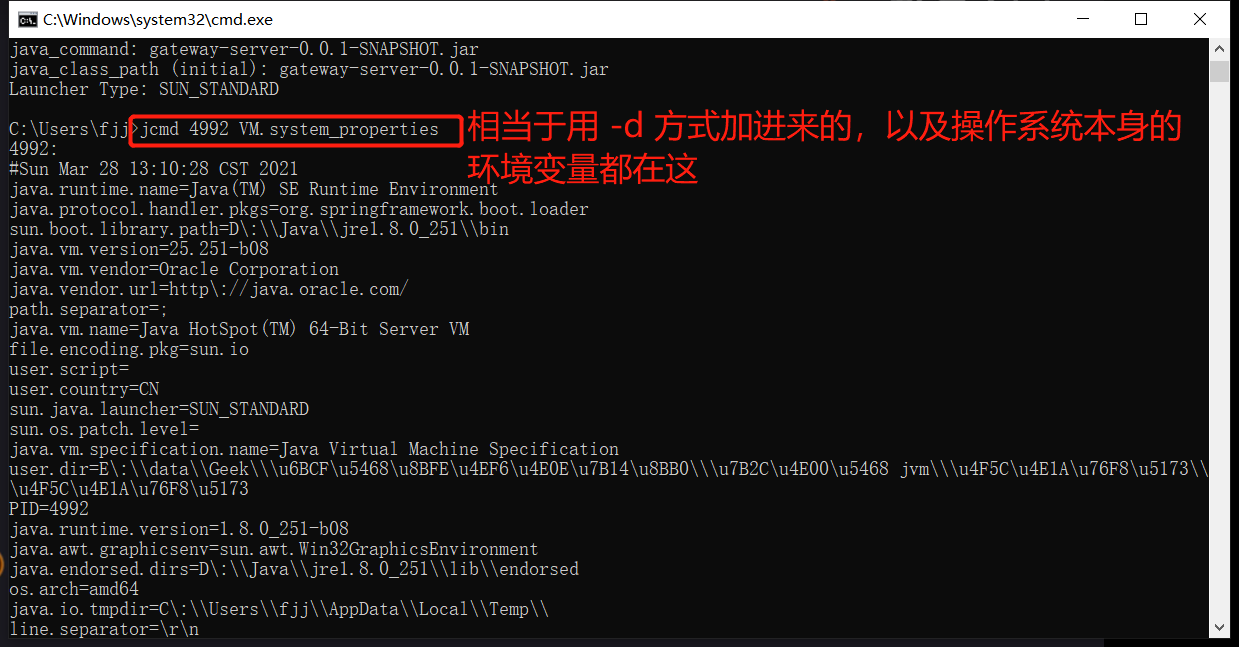 C:\Windows\system32\cmd.exe
java_command: gateway-server-0.0.1-SNAPSHOT.jar
java_class_path (initial): gateway-server-0.0.1-SNAPSHOT.jar
Launcher Type: SUN_STANDARD
C:\Users\fjj>jcmd 4992 VM.system_properties
相当于用 -d 方式加进来的，以及操作系统本身的
环境变量都在这
4992:
#Sun Mar 28 13:10:28 CST 2021
java.runtime.name=Java(TM) SE Runtime Environment
java.protocol.handler.pkgs=org.springframework.boot.loader
sun.boot.library.path=D\:\\Java\\jre1.8.0_251\\bin
java.vm.version=25.251-b08
java.vm.vendor=Oracle Corporation
java.vendor.url=http\://java.oracle.com/
path.separator=;
java.vm.name=Java HotSpot(TM) 64-Bit Server VM
file.encoding.pkg=sun.io
user.script=
user.country=CN
sun.java.launcher=SUN_STANDARD
sun.os.patch.level=
java.vm.specification.name=Java Virtual Machine Specification
user.dir=E\:\\data\\Geek\\\u6BCF\u5468\u8BFE\u4EF6\u4E0E\u7B14\u8BB0\\\u7B2C\u4E00\u5468 jvm\\\u4F5C\u4E1A\u76F8\u5173\\
\u4F5C\u4E1A\u76F8\u5173
PID=4992
java.runtime.version=1.8.0_251-b08
java.awt.graphicsenv=sun.awt.Win32GraphicsEnvironment
java.endorsed.dirs=D\:\\Java\\jre1.8.0_251\\lib\\endorsed
os.arch=amd64
java.io.tmpdir=C\:\\Users\\fjj\\AppData\\Local\\Temp\\
line.separator=\r\n